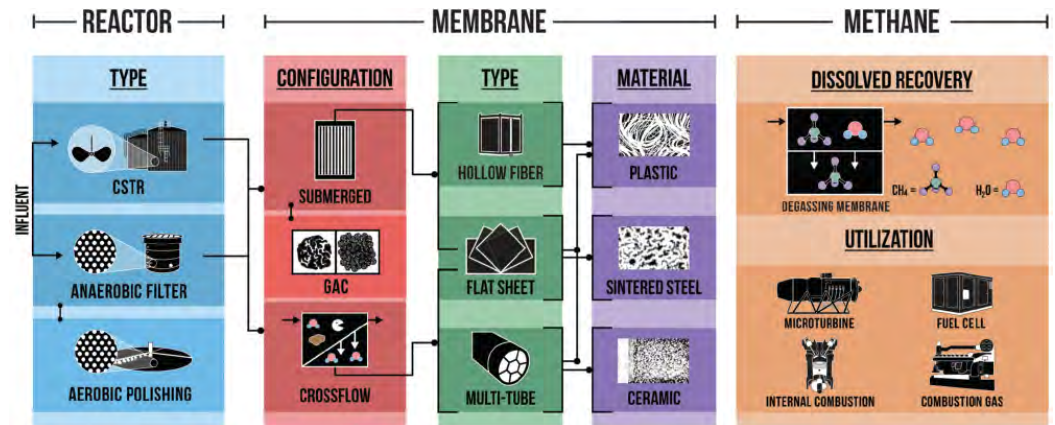 REACTOR
MEMBRANE
METHANE
TYPE
CONFIGURATION
TYPE
MATERIAL
DISSOLVED RECOVERY
INFLUENT
CSTR
ANAEROBIC FILTER
AEROBIC POLISHING
SUBMERGED
GAC
CROSSFLOW
HOLLOW FIBER
FLAT SHEET
MULTI-TUBE
PLASTIC
SINTERED STEEL
CERAMIC
DEGASSING MEMBRANE
CH4 =
H2O =
UTILIZATION
MICROTURBINE
FUEL CELL
INTERNAL COMBUSTION
COMBUSTION GAS